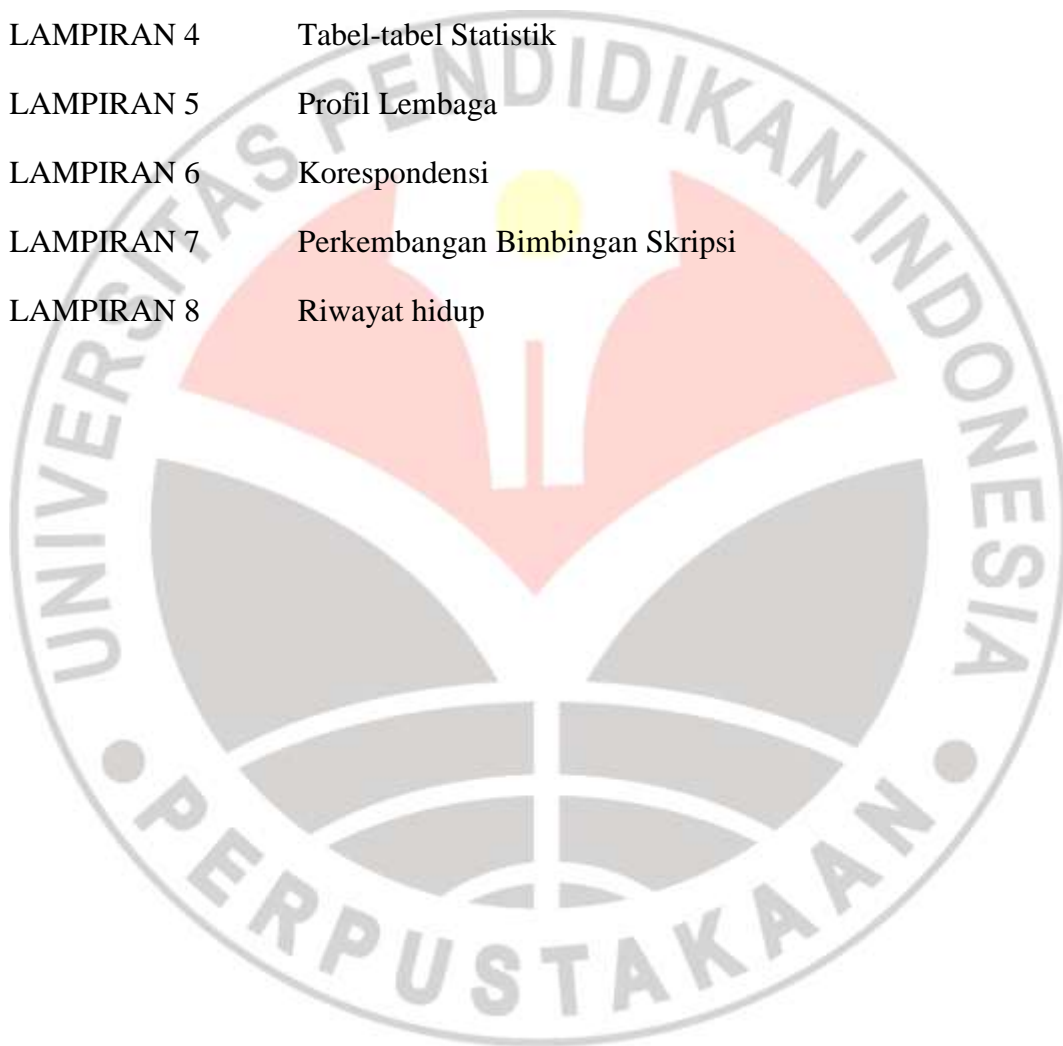 LAMPIRAN 4 Tabel-tabel Statistik
LAMPIRAN 5 Profil Lembaga
LAMPIRAN 6 Korespondensi
LAMPIRAN 7 Perkembangan Bimbingan Skripsi
LAMPIRAN 8 Riwayat hidup
UNIVERSITAS PENDIDIKAN INDONESIA
PERPUSTAKAAN